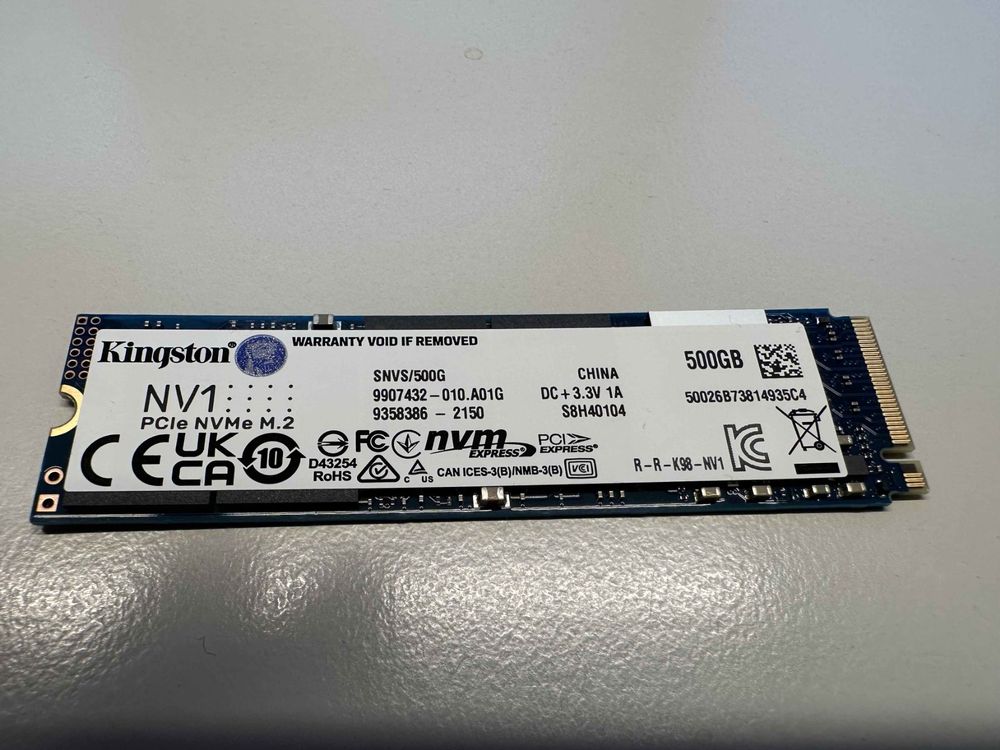 Kingston®
WARRANTY VOID IF REMOVED
NV1
PCIe NVMe M.2
SNVS/500G
9907432-010.A01G
9358386 - 2150
CHINA
DC+3.3V 1A
S8H40104
500GB
50026B73814935C4
CE
UK
CA
10
D43254
RoHS
FC
nvm
EXPRESS®
PCI
EXPRESS®
C US
CAN ICES-3(B)/NMB-3(B)
VCI
R-R-K98-NV1